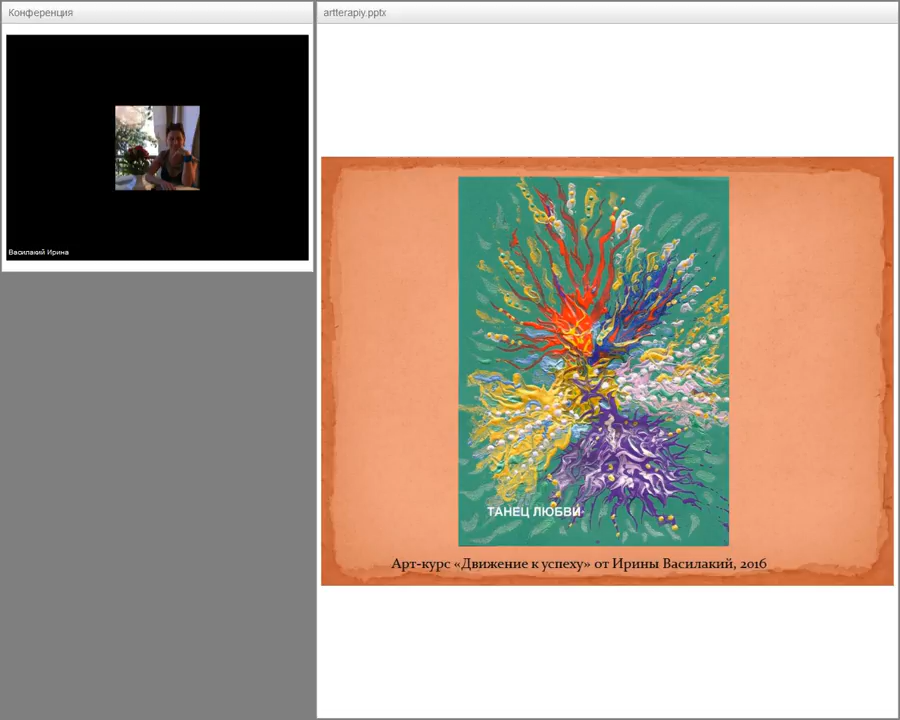 Конференция
artterapiy.pptx
Василакий Ирина
ТАНЕЦ ЛЮБВИ
Арт-курс «Движение к успеху» от Ирины Василакий, 2016